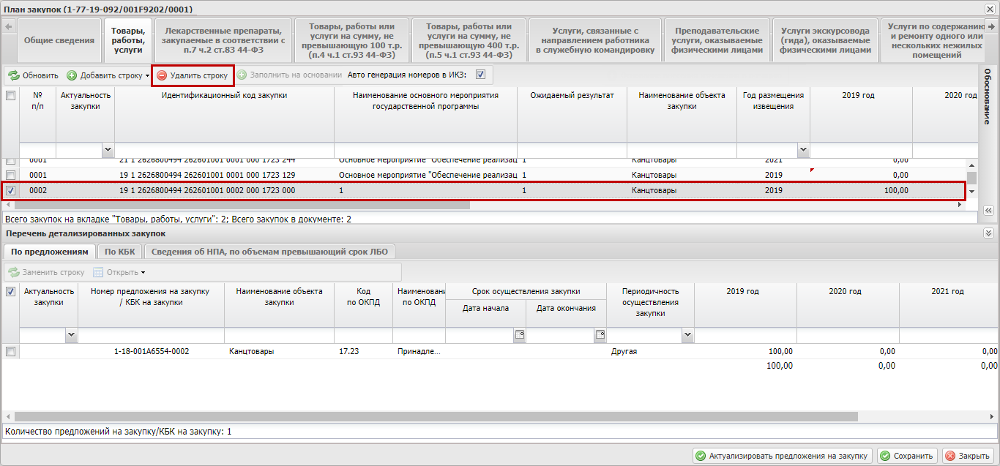 План закупок (1-77-19-092/001F9202/0001)
Общие сведения
Товары,
работы,
услуги
Лекарственные препараты,
закупаемые в соответствии с
п.7 ч.2 ст.83 44-ФЗ
Товары, работы или
услуги на сумму, не
превышающую 100 т.р.
(п.4 ч.1 ст.93 44-ФЗ)
Товары, работы или
услуги на сумму, не
превышающую 400 т.р.
(п.5 ч.1 ст.93 44-ФЗ)
Услуги, связанные с
направлением работника
в служебную командировку
Преподавательские
услуги, оказываемые
физическими лицами
Услуги экскурсовода
(гида), оказываемые
физическими лицами
Услуги по содержанию
и ремонту одного или
нескольких нежилых
помещений
Обновить Добавить строку Удалить строку Заполнить на основании Авто генерация номеров в ИКЗ:
Обоснование
№
п/п
Актуальность
закупки
Идентификационный код закупки
Наименование основного мероприятия
государственной программы
Ожидаемый результат
Наименование объекта
закупки
Год размещения
извещения
2019 год
2020 год
0001 21 1 2626800494 262601001 0001 000 1723 244 Основное мероприятие "Обеспечение реализац 1 Канцтовары 2021 0,00
0001 19 1 2626800494 262601001 0001 000 1723 129 Основное мероприятие "Обеспечение реализац 1 Канцтовары 2019 0,00
0002 19 1 2626800494 262601001 0002 000 1723 000 1 1 Канцтовары 2019 100,00
Всего закупок на вкладке "Товары, работы, услуги": 2; Всего закупок в документе: 2
Перечень детализированных закупок
По предложениям По КБК Сведения об НПА, по объемам превышающий срок ЛБО
Заменить строку Открыть
Актуальность
закупки
Номер предложения на закупку
/ КБК на закупки
Наименование объекта
закупки
Код
по ОКПД
Наименовани
по ОКПД
Срок осуществления закупки
Дата начала Дата окончания
Периодичность
осуществления
закупки
2019 год
2020 год
2021 год
1-18-001A6554-0002 Канцтовары 17.23 Принадле... Другая 100,00 0,00 0,00
100,00 0,00 0,00
Количество предложений на закупку/КБК на закупку: 1
Актуализировать предложения на закупку Сохранить Закрыть